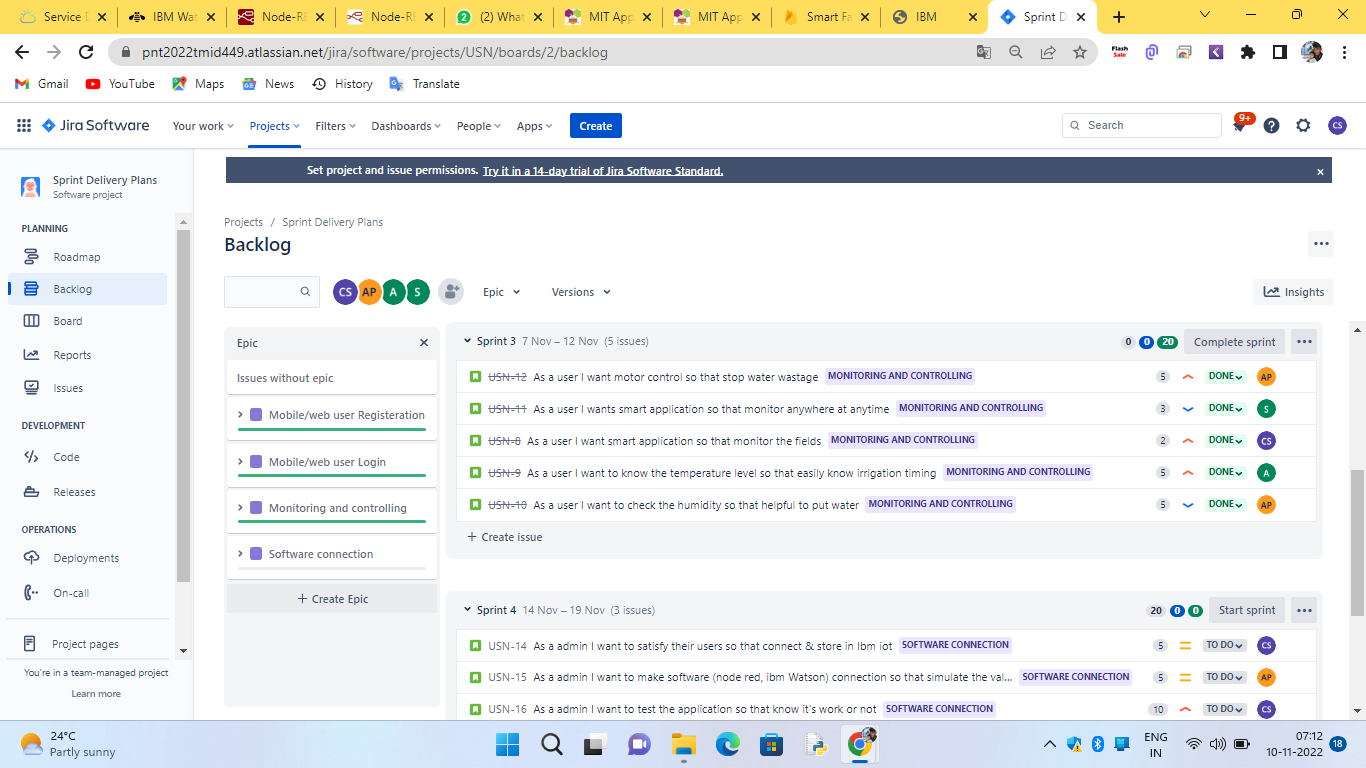 Service D
IBM Wat
Node-RE
Node-RE
(2) What
MIT App
MIT App
Smart Fa
IBM
Sprint D
pnt2022tmid449.atlassian.net/jira/software/projects/USN/boards/2/backlog
Flash Sale
Gmail
YouTube
Maps
News
History
Translate
Jira Software
Your work
Projects
Filters
Dashboards
People
Apps
Create
Search
9+
CS
Sprint Delivery Plans
Software project
PLANNING
Roadmap
Backlog
Board
Reports
Issues
DEVELOPMENT
Code
Releases
OPERATIONS
Deployments
On-call
Project pages
You're in a team-managed project
Learn more
Set project and issue permissions. Try it in a 14-day trial of Jira Software Standard.
Projects / Sprint Delivery Plans
Backlog
CS AP A S
Epic
Versions
Insights
Epic
Issues without epic
Mobile/web user Registeration
Mobile/web user Login
Monitoring and controlling
Software connection
+ Create Epic
Sprint 3 7 Nov – 12 Nov (5 issues) 0 0 20 Complete sprint
USN-12 As a user I want motor control so that stop water wastage MONITORING AND CONTROLLING 5 DONE AP
USN-11 As a user I wants smart application so that monitor anywhere at anytime MONITORING AND CONTROLLING 3 DONE S
USN-8 As a user I want smart application so that monitor the fields MONITORING AND CONTROLLING 2 DONE CS
USN-9 As a user I want to know the temperature level so that easily know irrigation timing MONITORING AND CONTROLLING 5 DONE A
USN-10 As a user I want to check the humidity so that helpful to put water MONITORING AND CONTROLLING 5 DONE AP
+ Create issue
Sprint 4 14 Nov – 19 Nov (3 issues) 20 0 0 Start sprint
USN-14 As a admin I want to satisfy their users so that connect & store in Ibm iot SOFTWARE CONNECTION 5 TO DO CS
USN-15 As a admin I want to make software (node red, ibm Watson) connection so that simulate the val... SOFTWARE CONNECTION 5 TO DO AP
USN-16 As a admin I want to test the application so that know it's work or not SOFTWARE CONNECTION 10 TO DO CS
24°C
Partly sunny
ENG
IN
07:12
10-11-2022
18